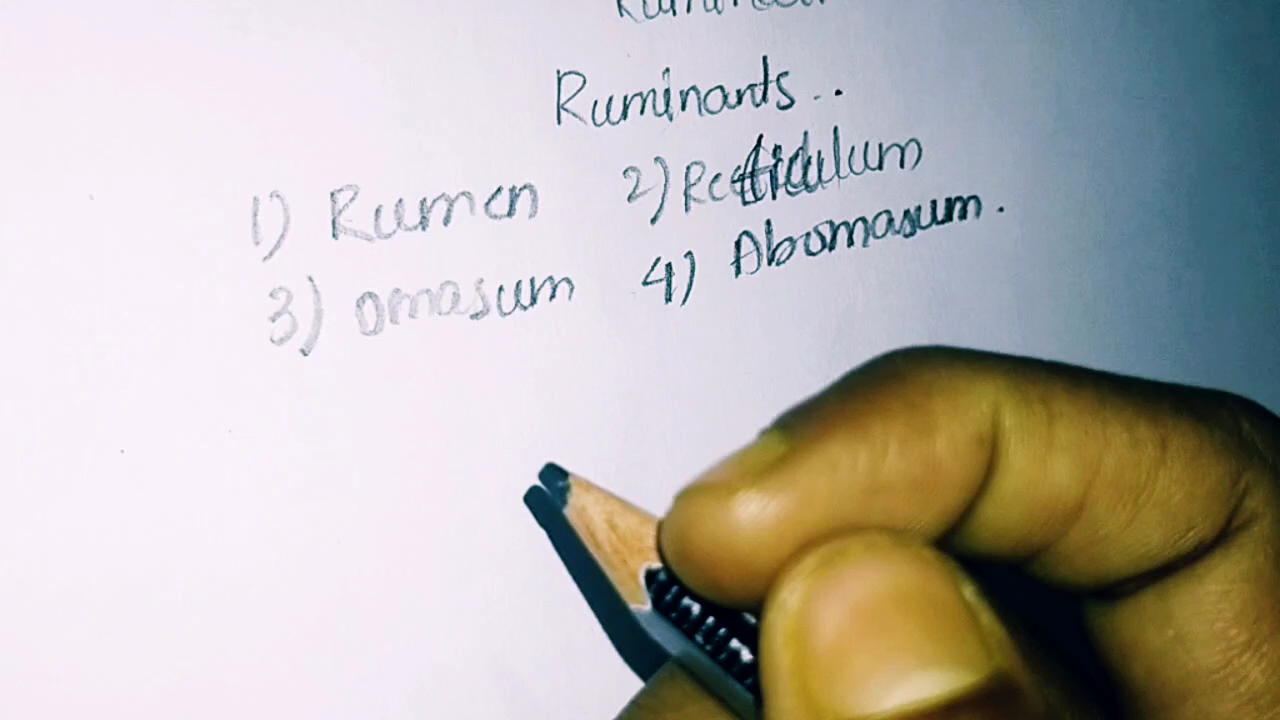 Ruminants..
1) Rumen 2) Reticulum
3) omasum 4) Abomasum.